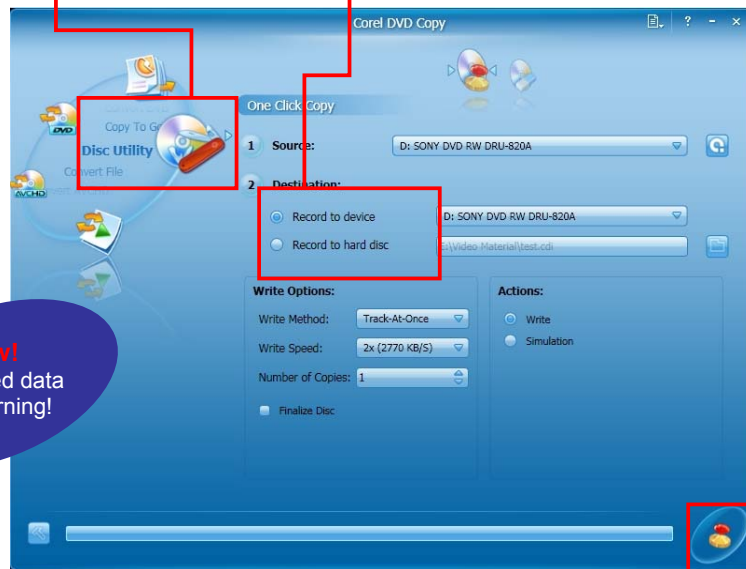 Corel DVD Copy
?
DVD
Copy To
Disc Utility
Convert File
AVCHD
One Click Copy
1 Source: D: SONY DVD RW DRU-820A
2 Destination:
Record to device D: SONY DVD RW DRU-820A
Record to hard disc E:\Video Material\test.cdi
Write Options: Actions:
Write Method: Track-At-Once Write
Write Speed: 2x (2770 KB/S) Simulation
Number of Copies: 1
Finalize Disc
w!
ed data
rning!